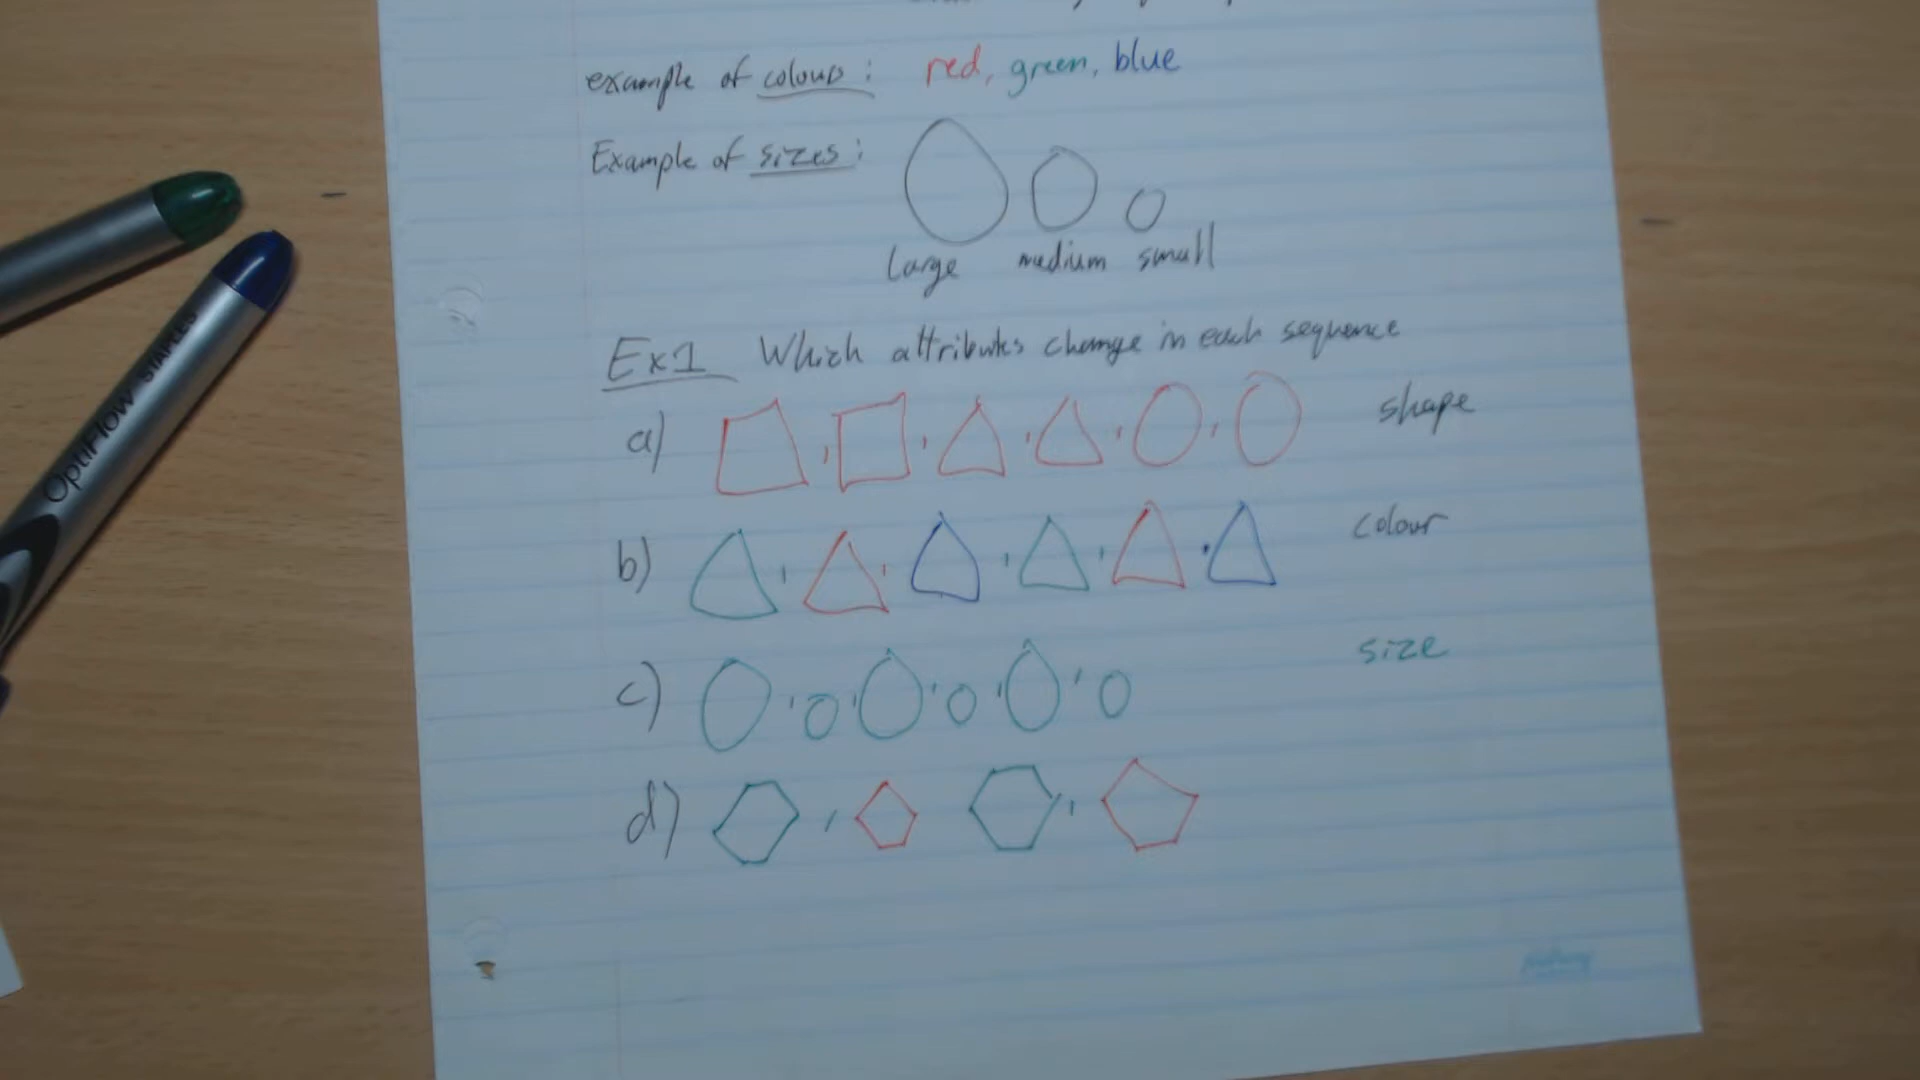 example of colours: red, green, blue
Example of sizes:
large medium small
Ex1 Which attributes change in each sequence
a) shape
b) colour
c) size
d)
OptiFlow STAPLES